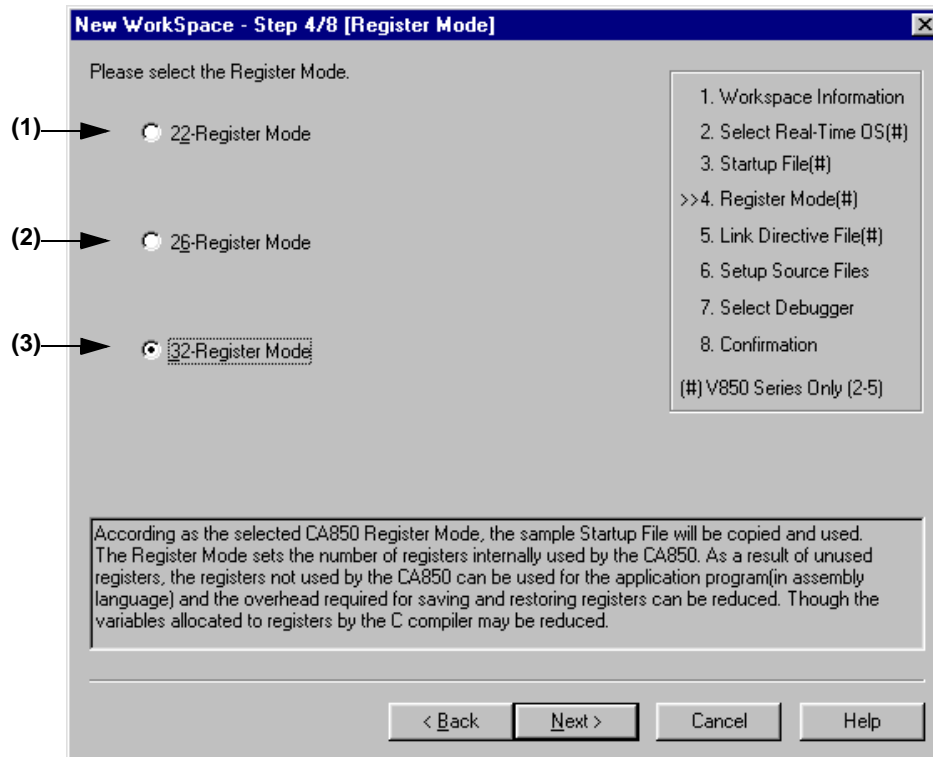 New WorkSpace - Step 4/8 [Register Mode]
Please select the Register Mode.
(1)
22-Register Mode
(2)
26-Register Mode
(3)
32-Register Mode
1. Workspace Information
2. Select Real-Time OS(#)
3. Startup File(#)
>>4. Register Mode(#)
5. Link Directive File(#)
6. Setup Source Files
7. Select Debugger
8. Confirmation
(#) V850 Series Only (2-5)
According as the selected CA850 Register Mode, the sample Startup File will be copied and used.
The Register Mode sets the number of registers internally used by the CA850. As a result of unused
registers, the registers not used by the CA850 can be used for the application program(in assembly
language) and the overhead required for saving and restoring registers can be reduced. Though the
variables allocated to registers by the C compiler may be reduced.
< Back
Next >
Cancel
Help